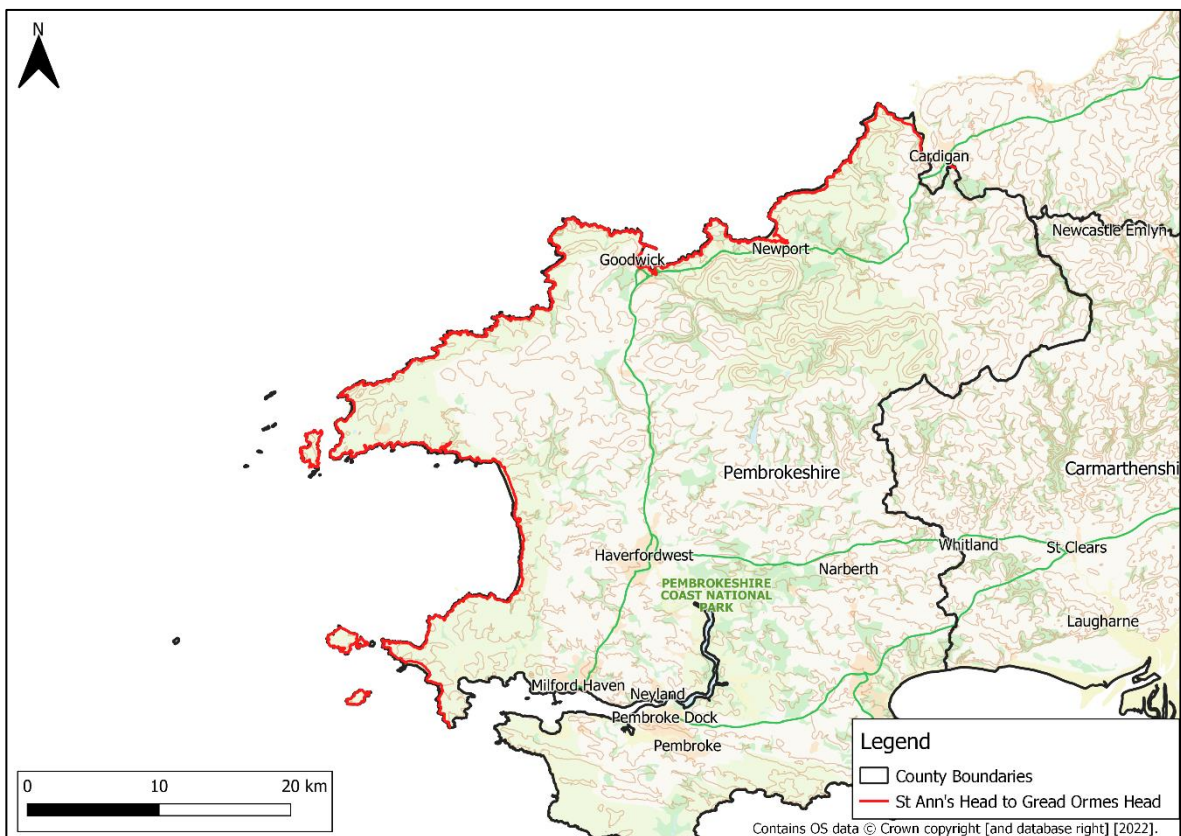 N
Cardigan
Newcastle Emlyn
Newport
Goodwick
Pembrokeshire
Carmarthenshi
Haverfordwest
Whitland
St Clears
Narberth
PEMBROKESHIRE
COAST NATIONAL
PARK
Laugharne
Milford Haven
Neyland
Pembroke Dock
Pembroke
Legend
County Boundaries
St Ann's Head to Gread Ormes Head
0 10 20 km
Contains OS data © Crown copyright [and database right] [2022].